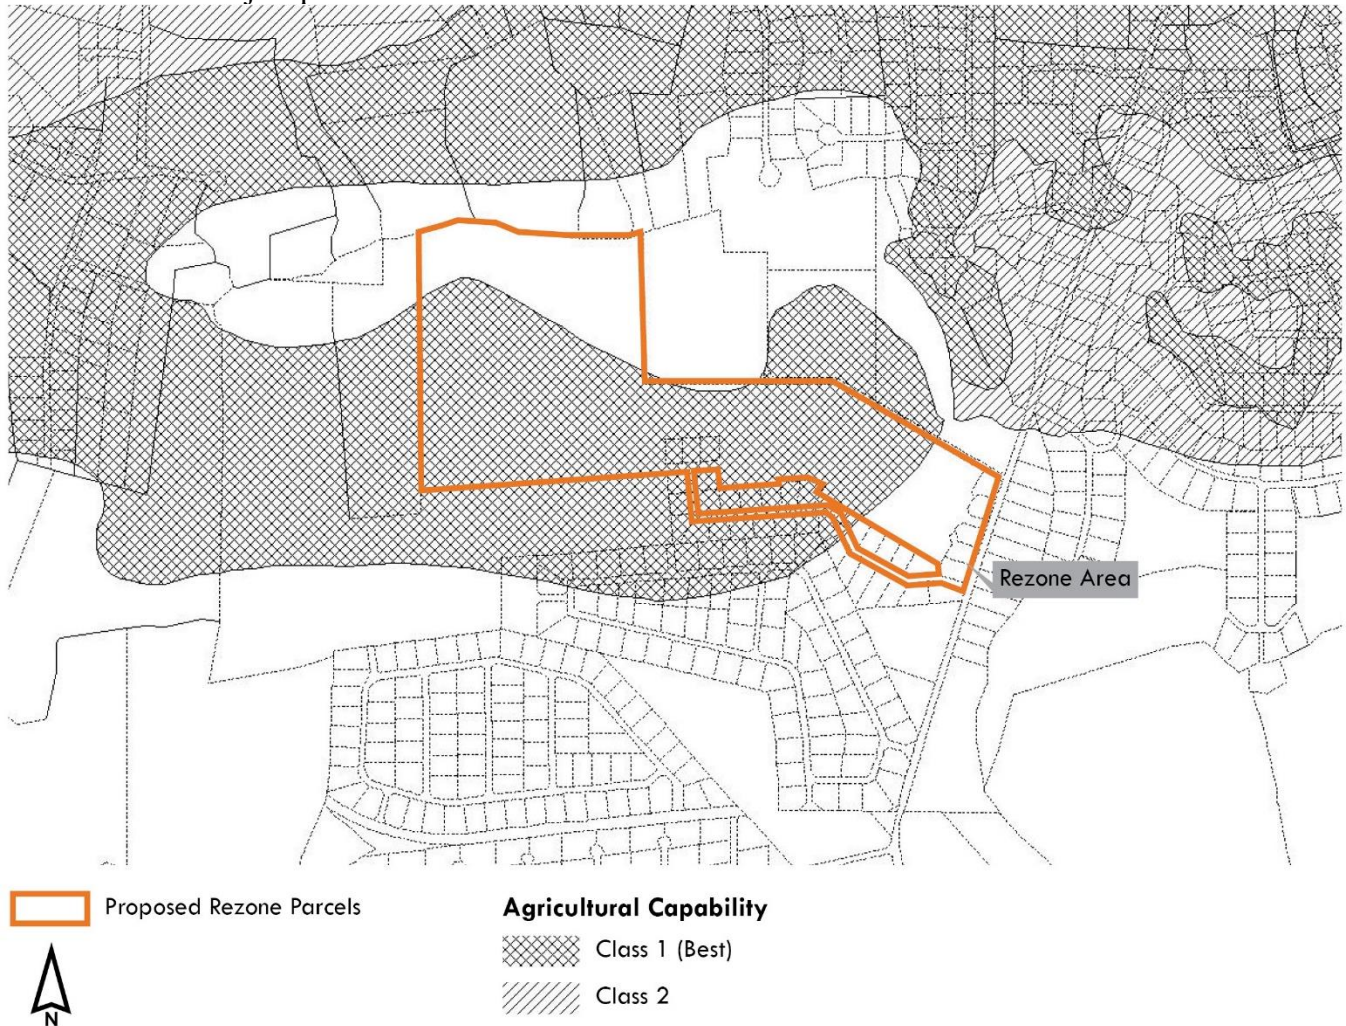 Rezone Area
Proposed Rezone Parcels
Agricultural Capability
Class 1 (Best)
Class 2
N